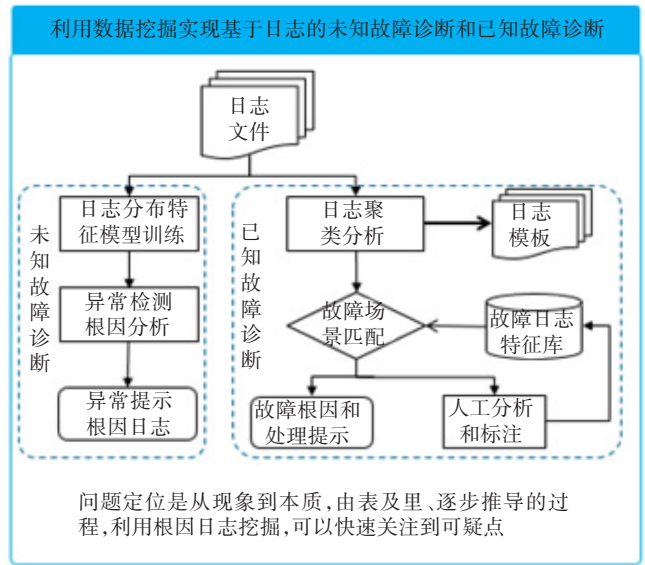 利用数据挖掘实现基于日志的未知故障诊断和已知故障诊断
日志
文件
未知故障诊断
日志分布特
征模型训练
异常检测
根因分析
异常提示
根因日志
已知故障诊断
日志聚
类分析
日志
模板
故障场
景匹配
故障日志
特征库
故障根因和
处理提示
人工分析
和标注
问题定位是从现象到本质,由表及里、逐步推导的过
程,利用根因日志挖掘,可以快速关注到可疑点